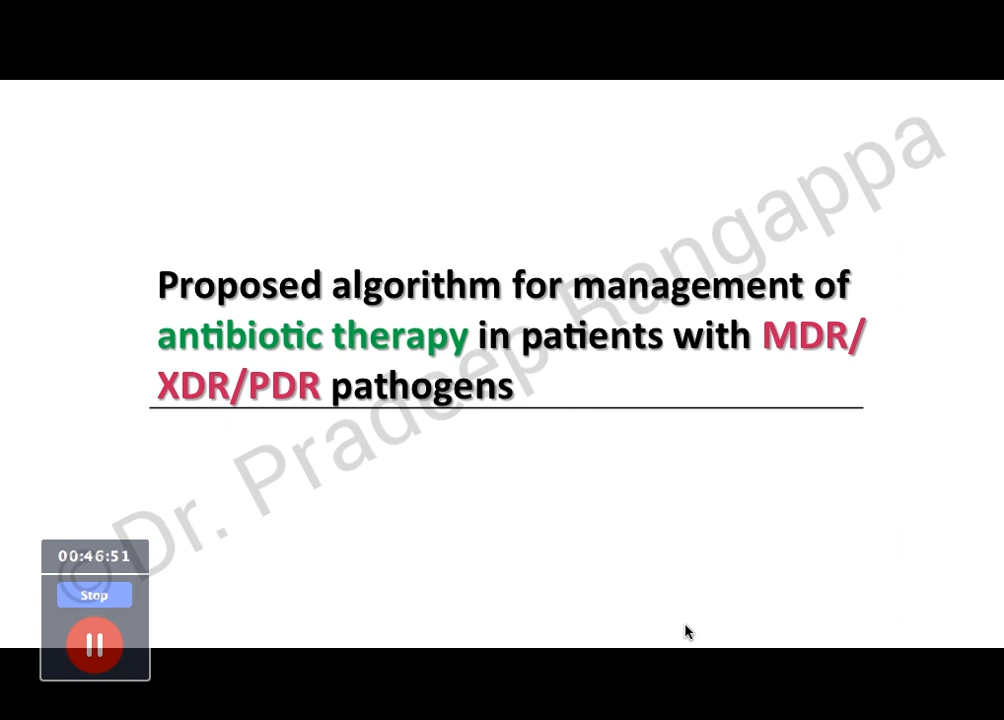 Proposed algorithm for management of
antibiotic therapy in patients with MDR/
XDR/PDR pathogens
© Dr. Pradeep Rangappa
00:46:51
Stop